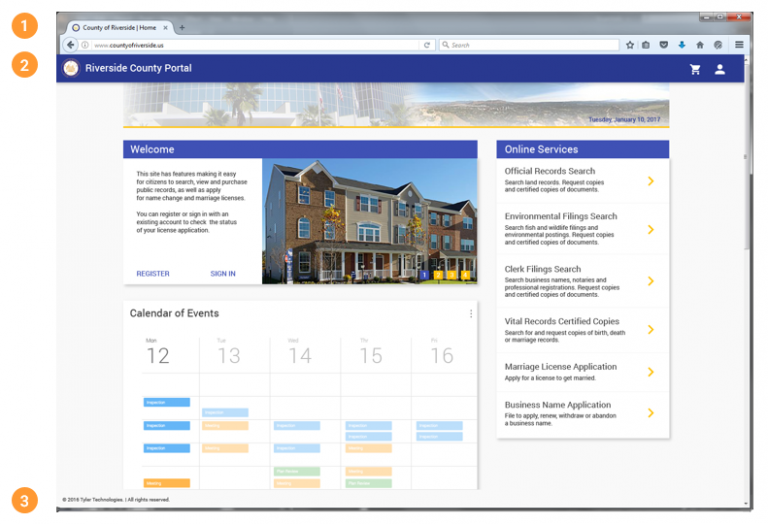 1
County of Riverside | Home
www.countyofriverside.us
Search
2
Riverside County Portal
Tuesday, January 10, 2017
Welcome
This site has features making it easy
for citizens to search, view and purchase
public records, as well as apply
for name change and marriage licenses.
You can register or sign in with an
existing account to check the status
of your license application.
REGISTER SIGN IN
1 2 3 4
Online Services
Official Records Search
Search land records. Request copies
and certified copies of documents.
Environmental Filings Search
Search fish and wildlife filings and
environmental postings. Request copies
and certified copies of documents.
Clerk Filings Search
Search business names, notaries and
professional registrations. Request copies
and certified copies of documents.
Vital Records Certified Copies
Search for and request copies of birth, death
or marriage records.
Marriage License Application
Apply for a license to get married.
Business Name Application
File to apply, renew, withdraw or abandon
a business name.
Calendar of Events
Mon Tue Wed Thr Fri
12 13 14 15 16
Inspection
Inspection
Inspection Meeting Inspection Meeting Inspection
Inspection Inspection
Inspection Meeting Inspection Meeting
Plan Review Meeting
Meeting Meeting Plan Review
3
© 2016 Tyler Technologies. | All rights reserved.